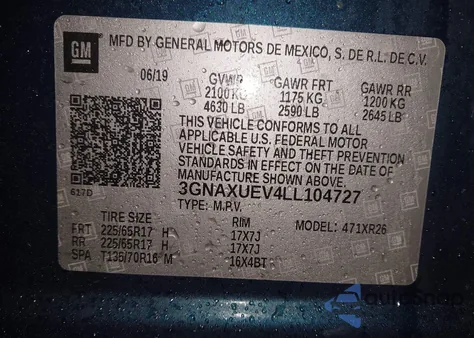 GM
MFD BY GENERAL MOTORS DE MEXICO, S. DE R.L. DE C.V.
06/19 GVWR GAWR FRT GAWR RR
2100 KG 1175 KG 1200 KG
4630 LB 2590 LB 2645 LB
THIS VEHICLE CONFORMS TO ALL
APPLICABLE U.S. FEDERAL MOTOR
VEHICLE SAFETY AND THEFT PREVENTION
STANDARDS IN EFFECT ON THE DATE OF
MANUFACTURE SHOWN ABOVE.
617D 3GNAXUEV4LL104727
TYPE: M.P.V. MODEL: 471XR26
TIRE SIZE RIM
FRT 225/65R17 H 17X7J
RR 225/65R17 H 17X7J
SPA T135/70R16 M 16X4BT
autoSnap